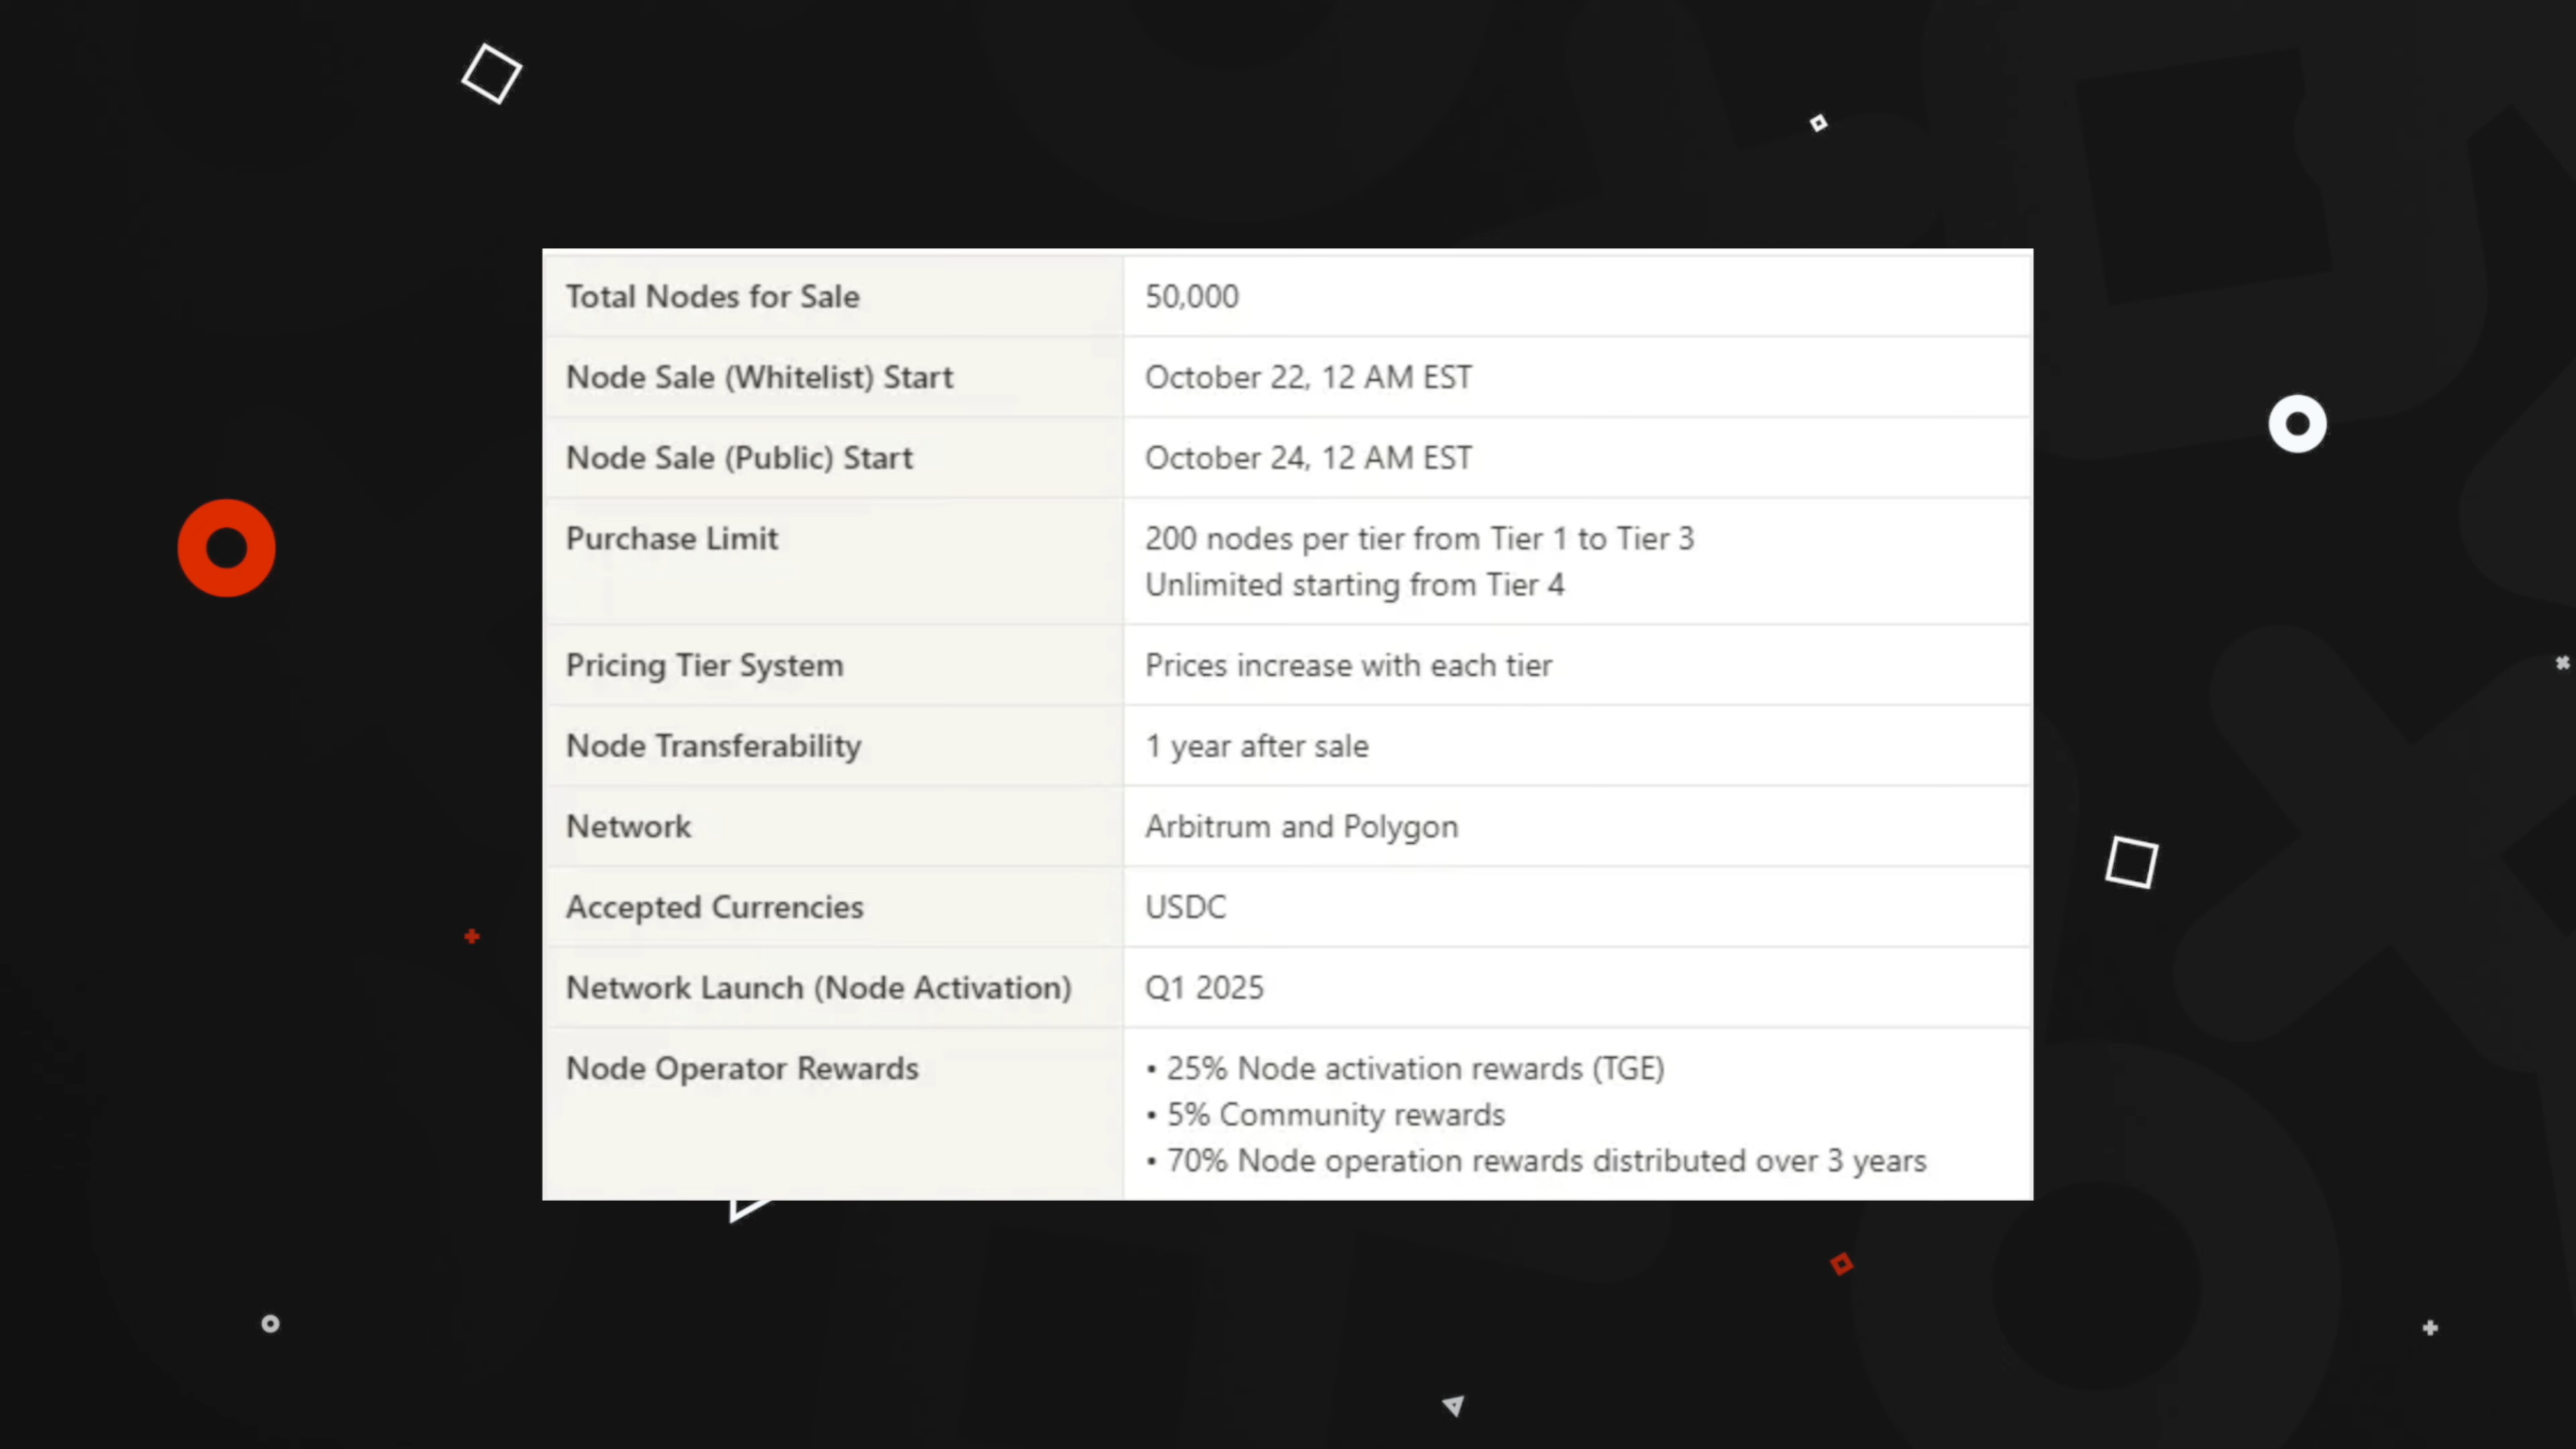 Total Nodes for Sale 50,000
Node Sale (Whitelist) Start October 22, 12 AM EST
Node Sale (Public) Start October 24, 12 AM EST
Purchase Limit 200 nodes per tier from Tier 1 to Tier 3
Unlimited starting from Tier 4
Pricing Tier System Prices increase with each tier
Node Transferability 1 year after sale
Network Arbitrum and Polygon
Accepted Currencies USDC
Network Launch (Node Activation) Q1 2025
Node Operator Rewards • 25% Node activation rewards (TGE)
• 5% Community rewards
• 70% Node operation rewards distributed over 3 years